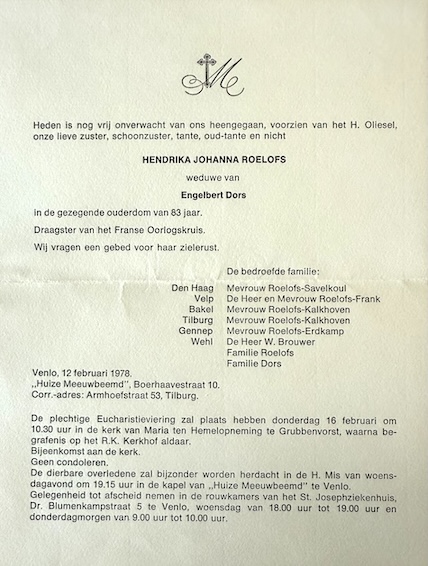 M
Heden is nog vrij onverwacht van ons heengegaan, voorzien van het H. Oliesel,
onze lieve zuster, schoonzuster, tante, oud-tante en nicht
HENDRIKA JOHANNA ROELOFS
weduwe van
Engelbert Dors
in de gezegende ouderdom van 83 jaar.
Draagster van het Franse Oorlogskruis.
Wij vragen een gebed voor haar zielerust.
De bedroefde familie:
Den Haag Mevrouw Roelofs-Savelkoul
Velp De Heer en Mevrouw Roelofs-Frank
Bakel Mevrouw Roelofs-Kalkhoven
Tilburg Mevrouw Roelofs-Kalkhoven
Gennep Mevrouw Roelofs-Erdkamp
Wehl De Heer W. Brouwer
Familie Roelofs
Familie Dors
Venlo, 12 februari 1978.
,,Huize Meeuwbeemd", Boerhaavestraat 10.
Corr.-adres: Armhoefstraat 53, Tilburg.
De plechtige Eucharistieviering zal plaats hebben donderdag 16 februari om
10.30 uur in de kerk van Maria ten Hemelopneming te Grubbenvorst, waarna be-
grafenis op het R.K. Kerkhof aldaar.
Bijeenkomst aan de kerk.
Geen condoleren.
De dierbare overledene zal bijzonder worden herdacht in de H. Mis van woens-
dagavond om 19.15 uur in de kapel van ,,Huize Meeuwbeemd" te Venlo.
Gelegenheid tot afscheid nemen in de rouwkamers van het St. Josephziekenhuis,
Dr. Blumenkampstraat 5 te Venlo, woensdag van 18.00 uur tot 19.00 uur en
donderdagmorgen van 9.00 uur tot 10.00 uur.